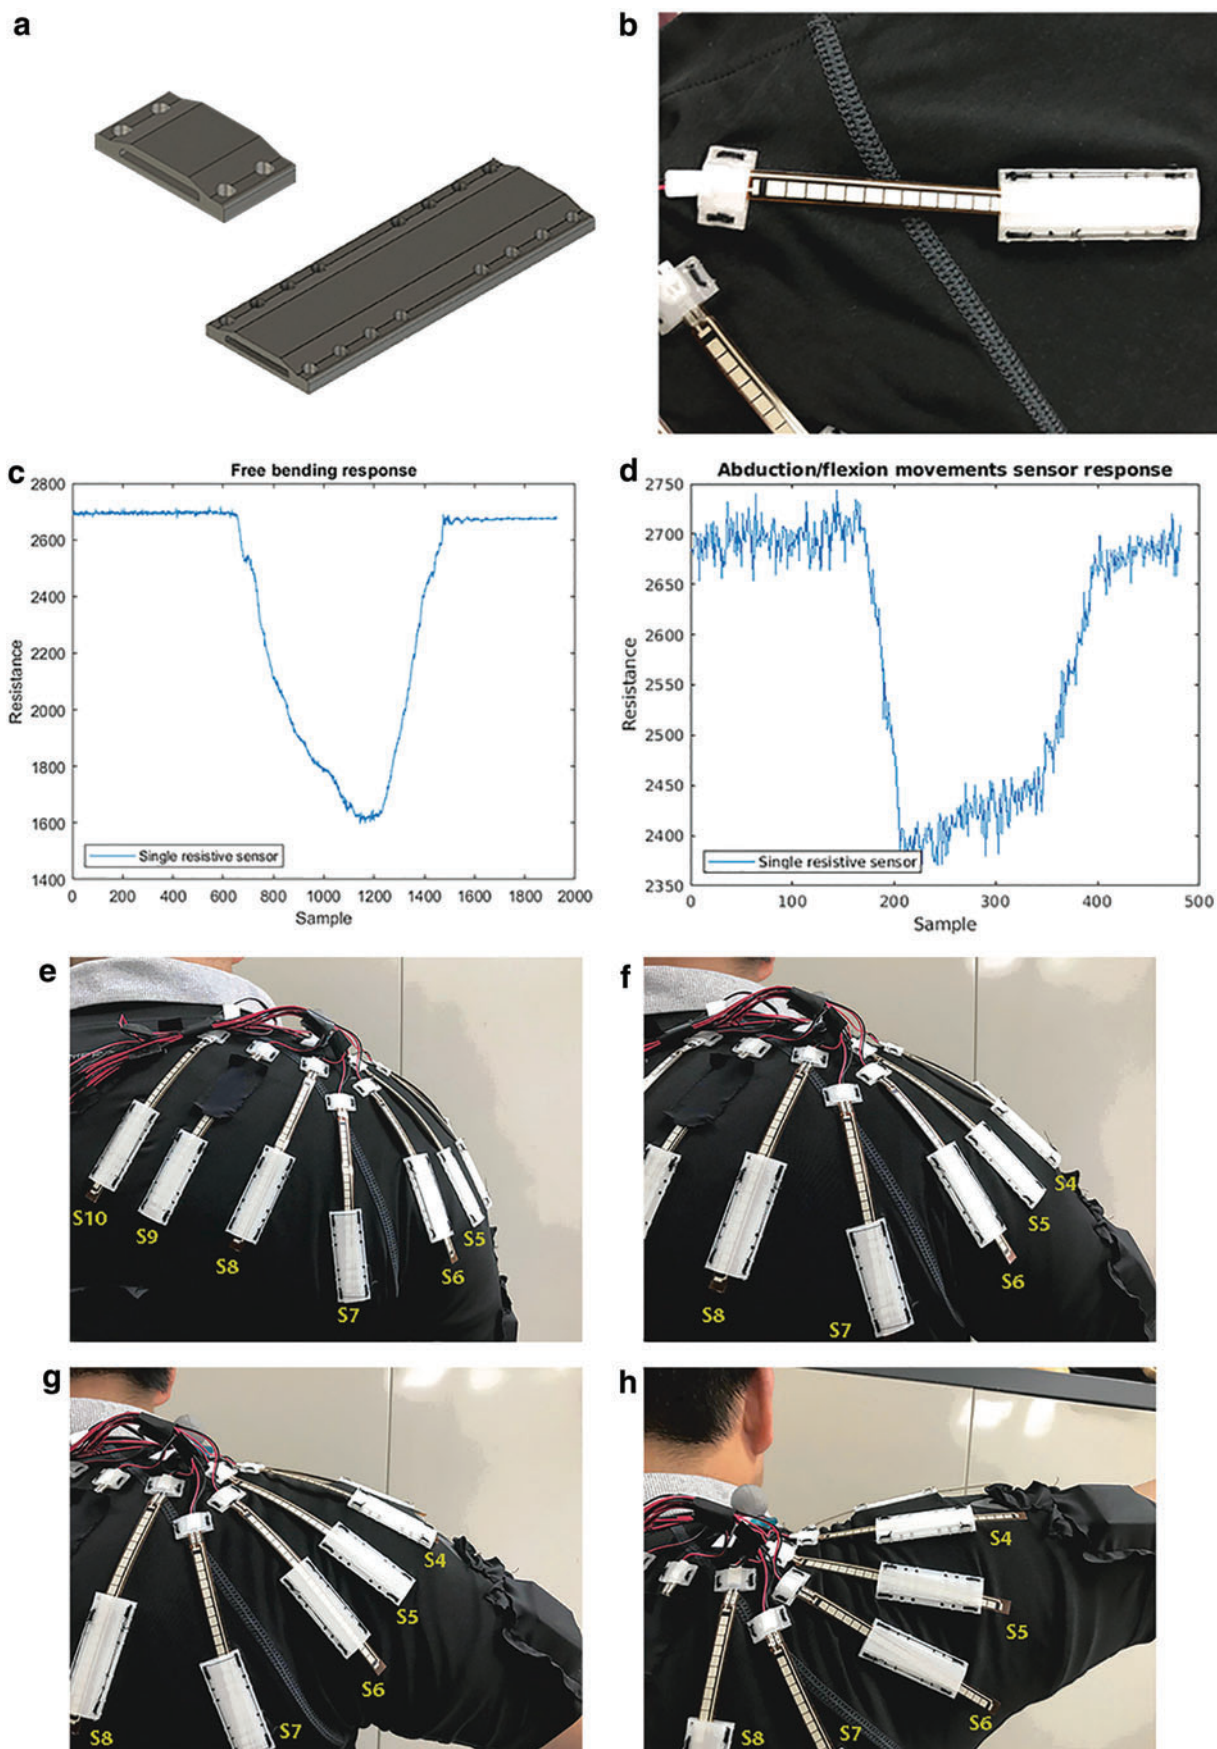 a
b
c
Free bending response
2800
2600
2400
2200
2000
1800
1600
1400
Resistance
Single resistive sensor
0 200 400 600 800 1000 1200 1400 1600 1800 2000
Sample
d
Abduction/flexion movements sensor response
2750
2700
2650
2600
2550
2500
2450
2400
2350
Resistance
Single resistive sensor
0 100 200 300 400 500
Sample
e
S10
S9
S8
S7
S6
S5
f
S8
S7
S6
S5
S4
g
S8
S7
S6
S5
S4
h
S8
S7
S6
S5
S4